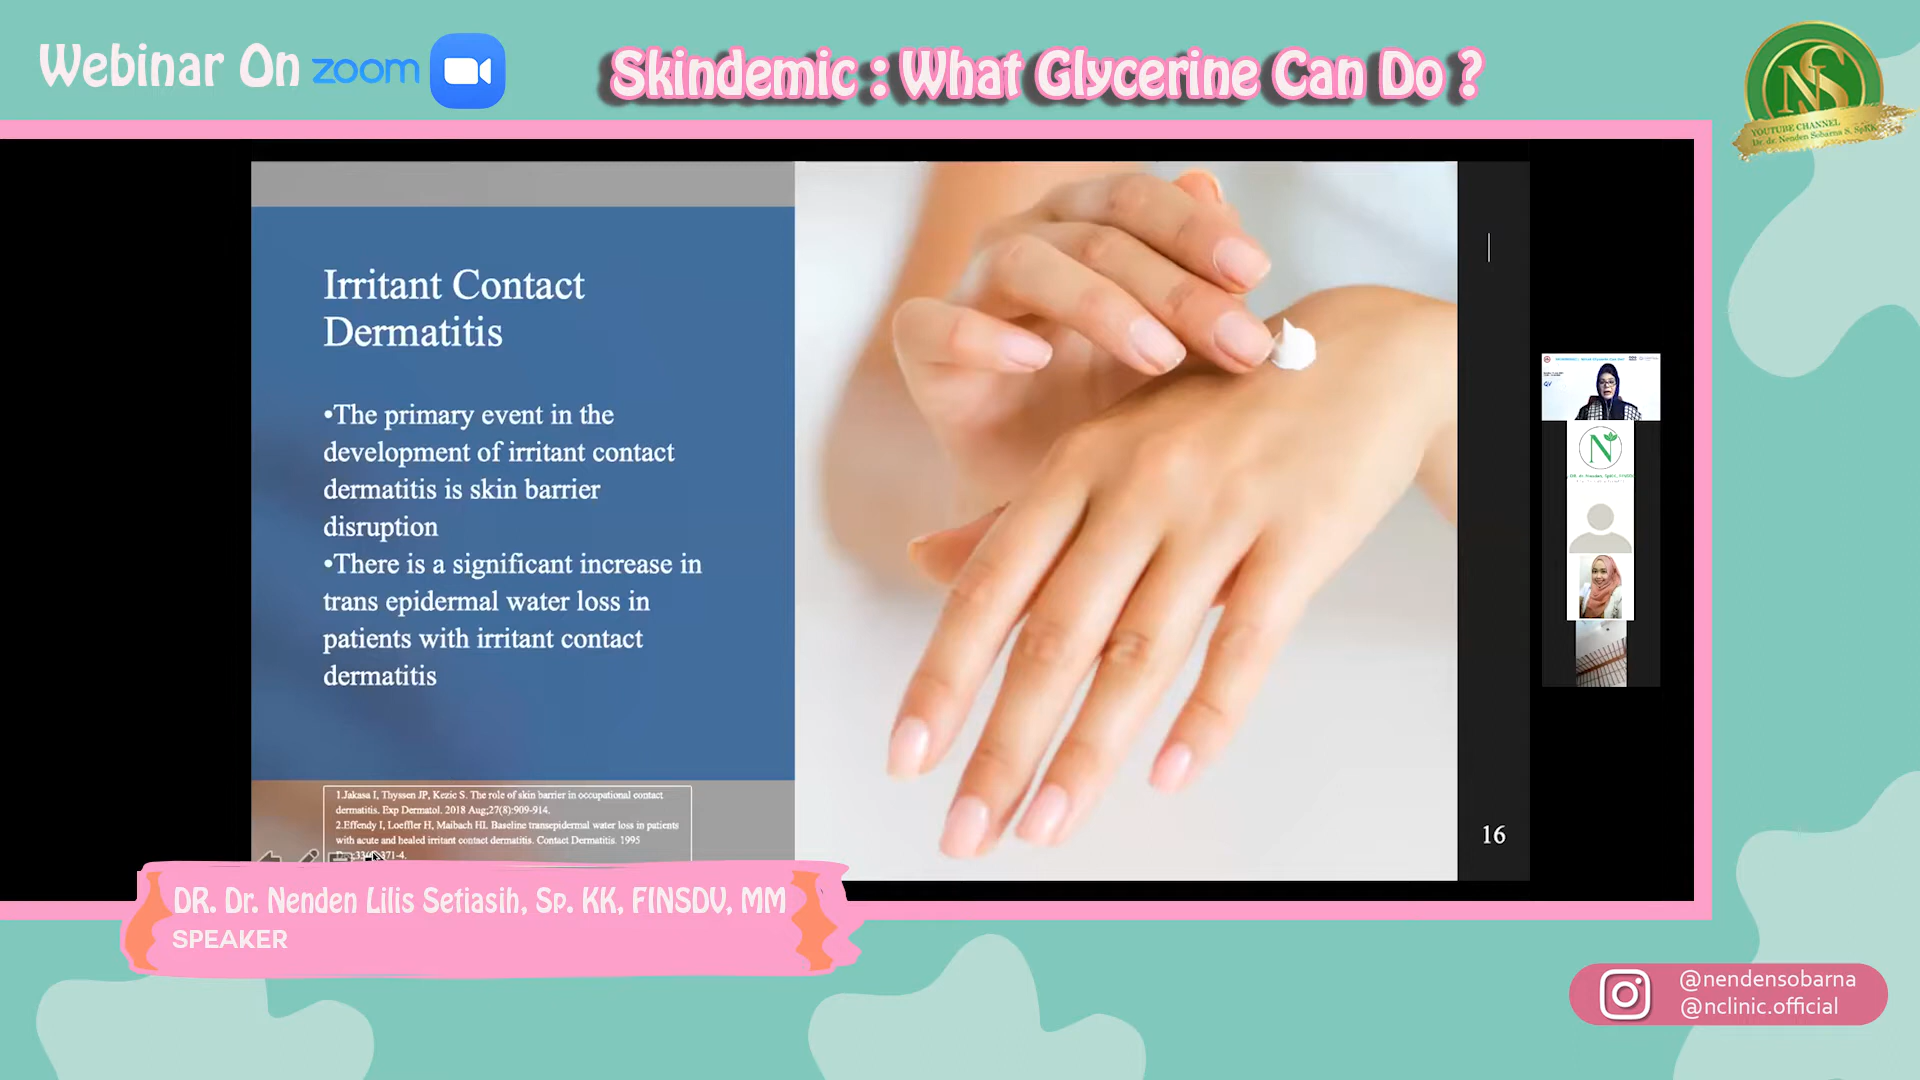 Webinar On zoom
Skindemic : What Glycerine Can Do ?
NS
YOUTUBE CHANNEL
Dr. dr. Nenden Sobarna S. SpKK
Irritant Contact
Dermatitis
•The primary event in the
development of irritant contact
dermatitis is skin barrier
disruption
•There is a significant increase in
trans epidermal water loss in
patients with irritant contact
dermatitis
1.Jakasa I, Thyssen JP, Kezic S. The role of skin barrier in occupational contact
dermatitis. Exp Dermatol. 2018 Aug;27(8):909-914.
2.Effendy I, Loeffler H, Maibach HI. Baseline transepidermal water loss in patients
with acute and healed irritant contact dermatitis. Contact Dermatitis. 1995
371-4.
16
QV
N
DR. Dr. Nenden Lilis Setiasih, Sp. KK, FINSDV, MM
SPEAKER
@nendensobarna
@nclinic.official